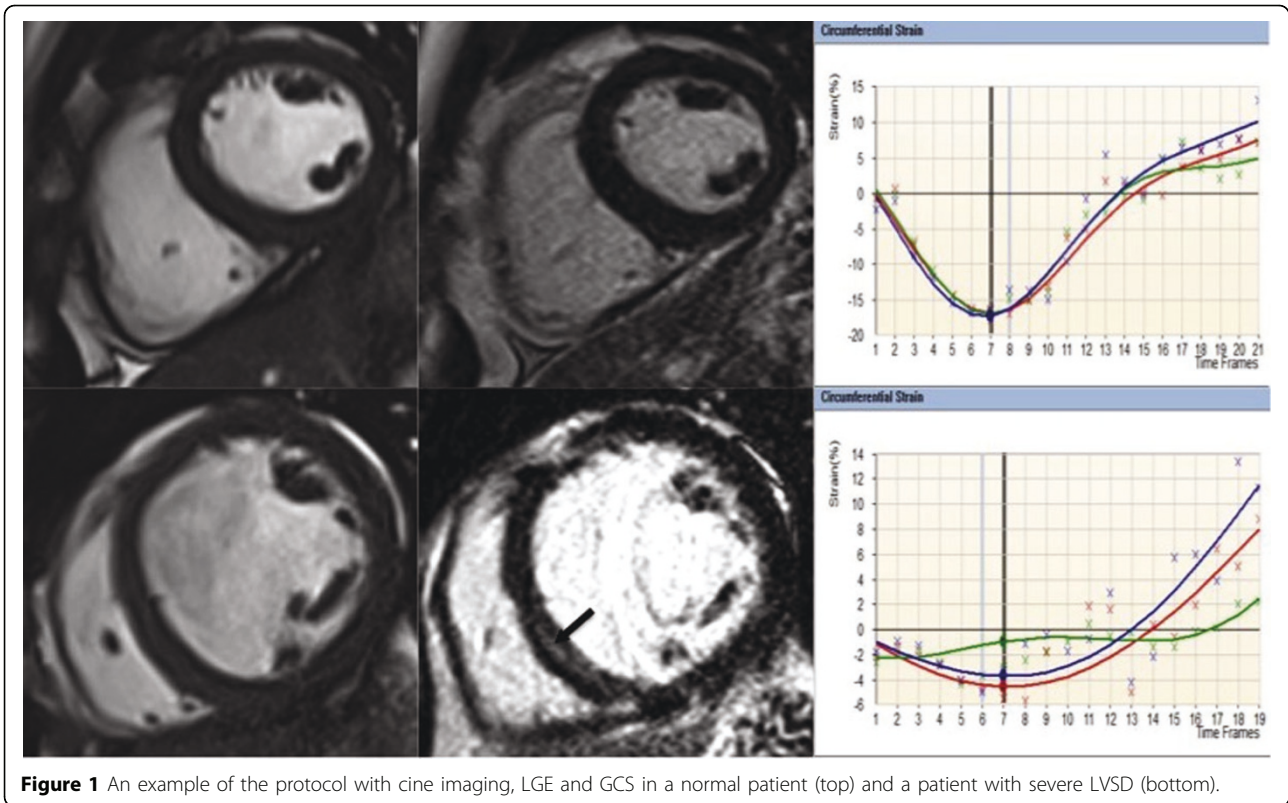 Circumferential Strain
Strain(%)
15
10
5
0
-5
-10
-15
-20
1 2 3 4 5 6 7 8 9 10 11 12 13 14 15 16 17 18 19 20 21
Time Frames
Circumferential Strain
Strain(%)
14
12
10
8
6
4
2
0
-2
-4
-6
1 2 3 4 5 6 7 8 9 10 11 12 13 14 15 16 17 18 19
Time Frames
Figure 1 An example of the protocol with cine imaging, LGE and GCS in a normal patient (top) and a patient with severe LVSD (bottom).